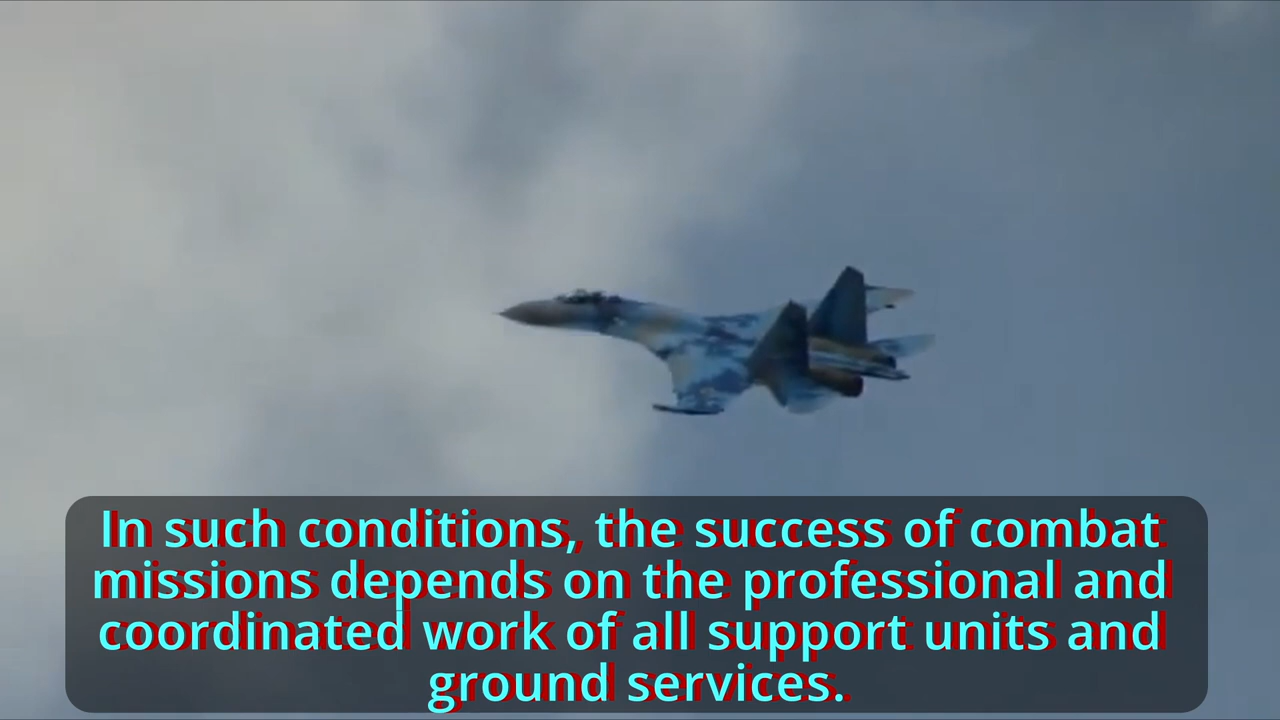 In such conditions, the success of combat
missions depends on the professional and
coordinated work of all support units and
ground services.